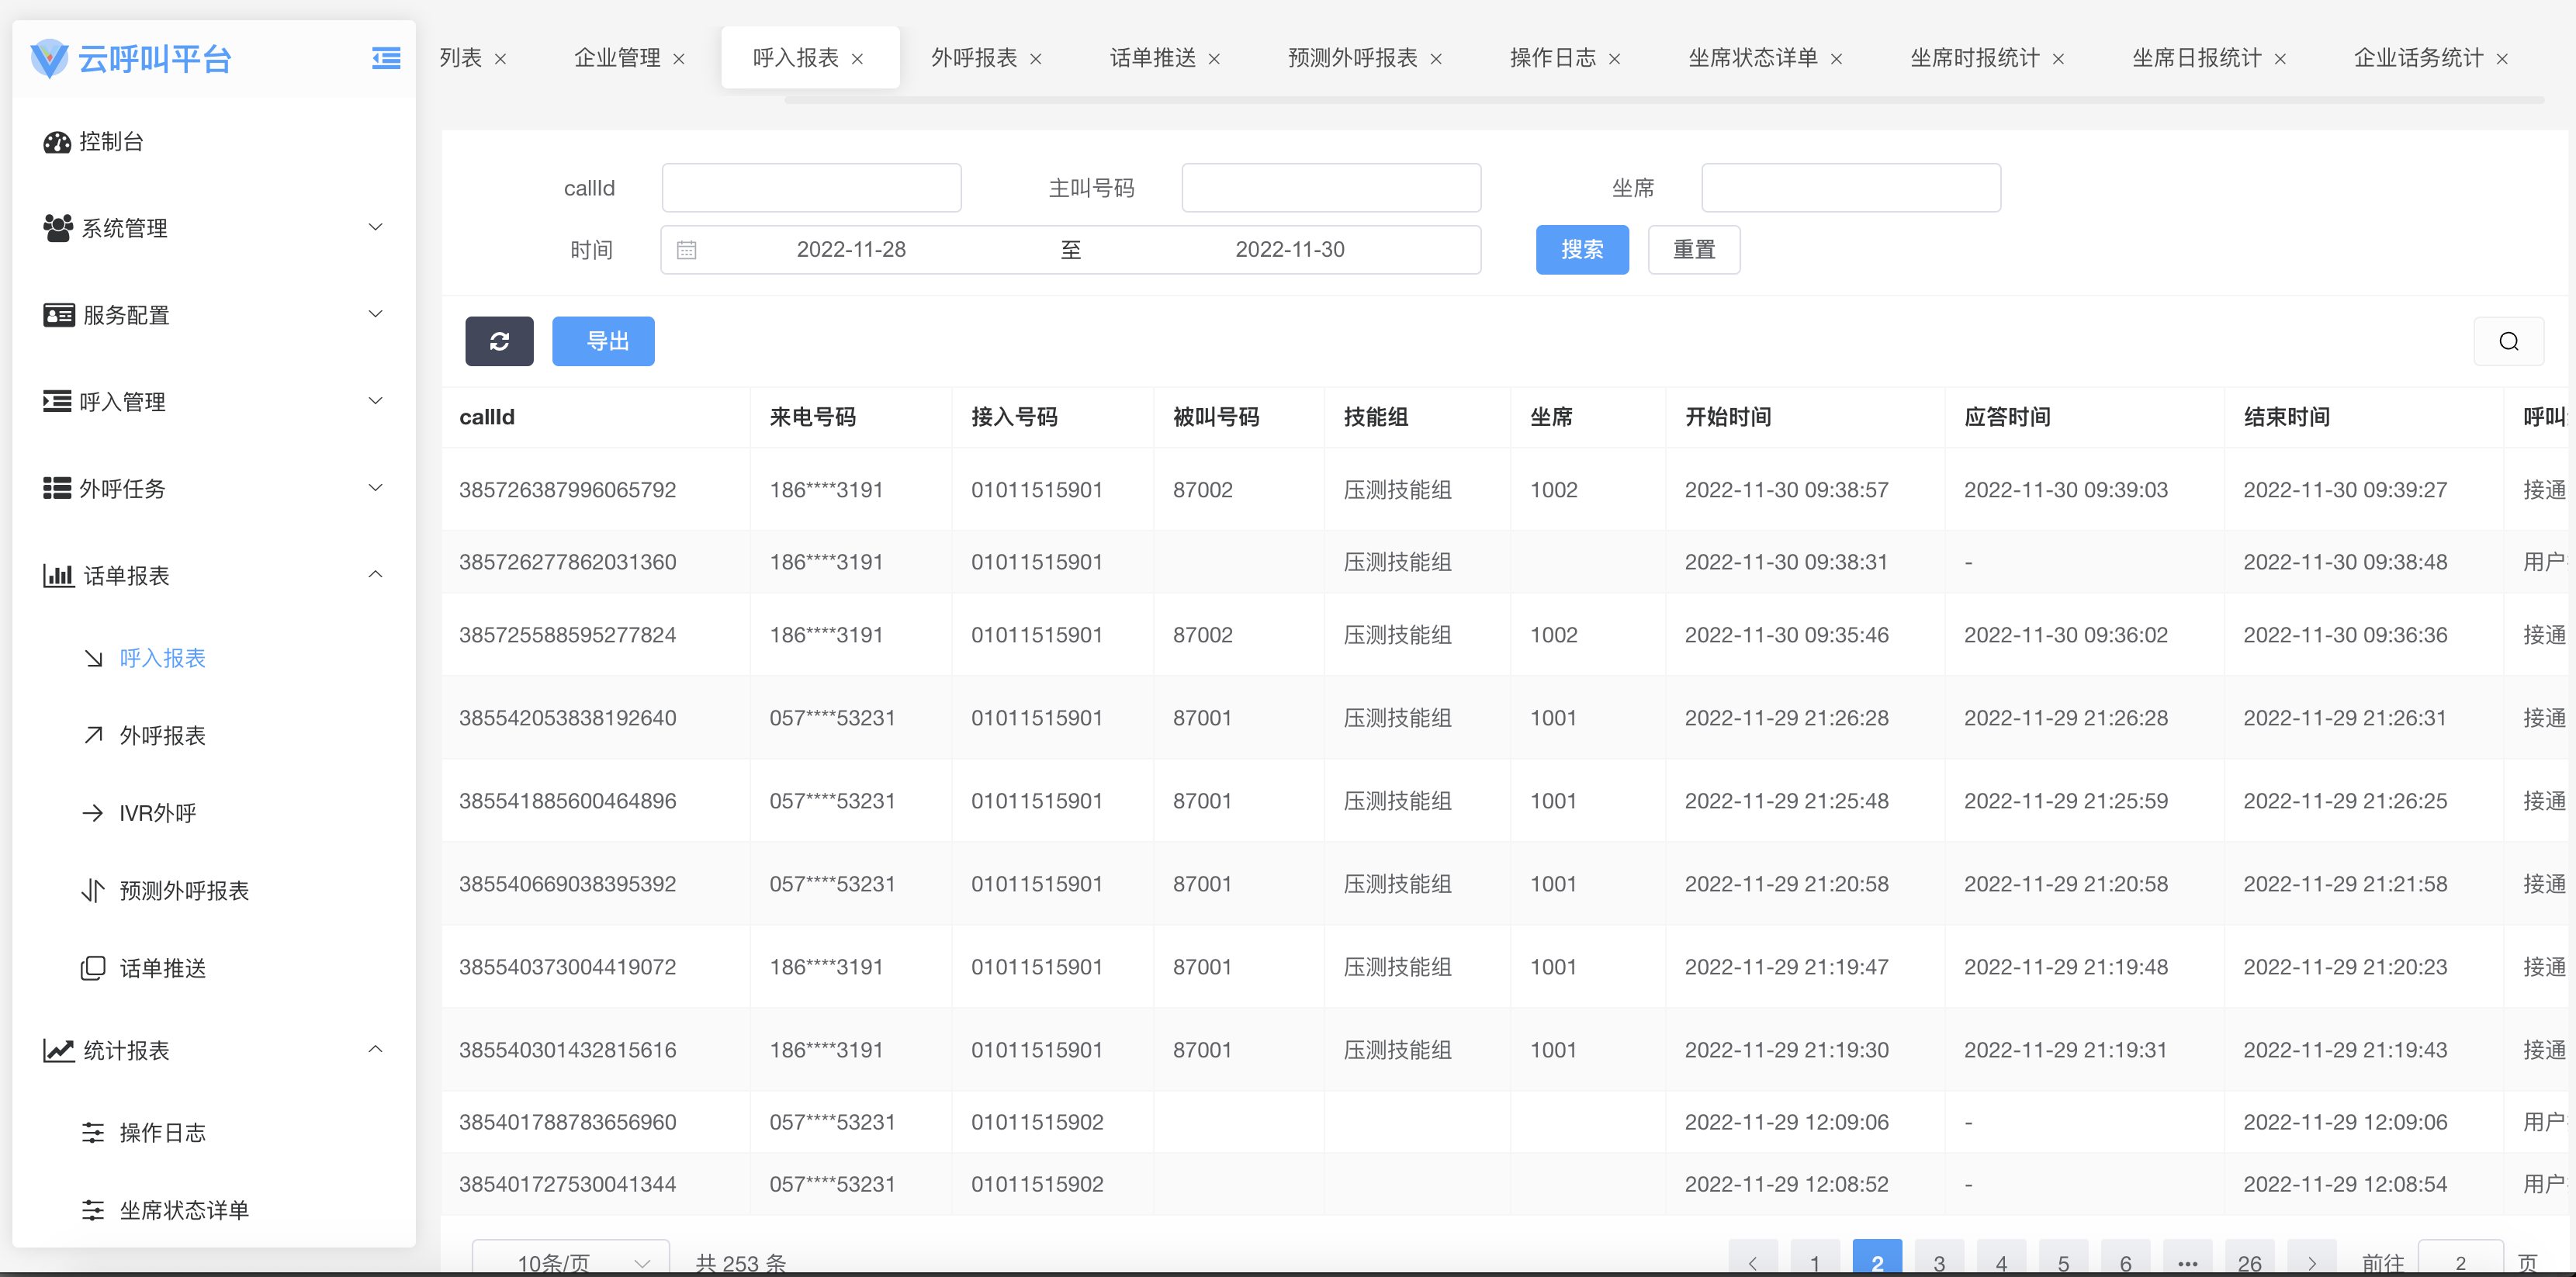 云呼叫平台
列表 企业管理 呼入报表 外呼报表 话单推送 预测外呼报表 操作日志 坐席状态详单 坐席时报统计 坐席日报统计 企业话务统计
控制台
系统管理
服务配置
呼入管理
外呼任务
话单报表
呼入报表
外呼报表
IVR外呼
预测外呼报表
话单推送
统计报表
操作日志
坐席状态详单
callId 主叫号码 坐席
时间 2022-11-28 至 2022-11-30 搜索 重置
导出
callId 来电号码 接入号码 被叫号码 技能组 坐席 开始时间 应答时间 结束时间 呼叫
385726387996065792 186****3191 01011515901 87002 压测技能组 1002 2022-11-30 09:38:57 2022-11-30 09:39:03 2022-11-30 09:39:27 接通
385726277862031360 186****3191 01011515901 压测技能组 2022-11-30 09:38:31 - 2022-11-30 09:38:48 用户
385725588595277824 186****3191 01011515901 87002 压测技能组 1002 2022-11-30 09:35:46 2022-11-30 09:36:02 2022-11-30 09:36:36 接通
385542053838192640 057****53231 01011515901 87001 压测技能组 1001 2022-11-29 21:26:28 2022-11-29 21:26:28 2022-11-29 21:26:31 接通
385541885600464896 057****53231 01011515901 87001 压测技能组 1001 2022-11-29 21:25:48 2022-11-29 21:25:59 2022-11-29 21:26:25 接通
385540669038395392 057****53231 01011515901 87001 压测技能组 1001 2022-11-29 21:20:58 2022-11-29 21:20:58 2022-11-29 21:21:58 接通
385540373004419072 186****3191 01011515901 87001 压测技能组 1001 2022-11-29 21:19:47 2022-11-29 21:19:48 2022-11-29 21:20:23 接通
385540301432815616 186****3191 01011515901 87001 压测技能组 1001 2022-11-29 21:19:30 2022-11-29 21:19:31 2022-11-29 21:19:43 接通
385401788783656960 057****53231 01011515902 2022-11-29 12:09:06 - 2022-11-29 12:09:06 用户
385401727530041344 057****53231 01011515902 2022-11-29 12:08:52 - 2022-11-29 12:08:54 用户
10条/页 共 253 条 1 2 3 4 5 6 ••• 26 前往 2 页